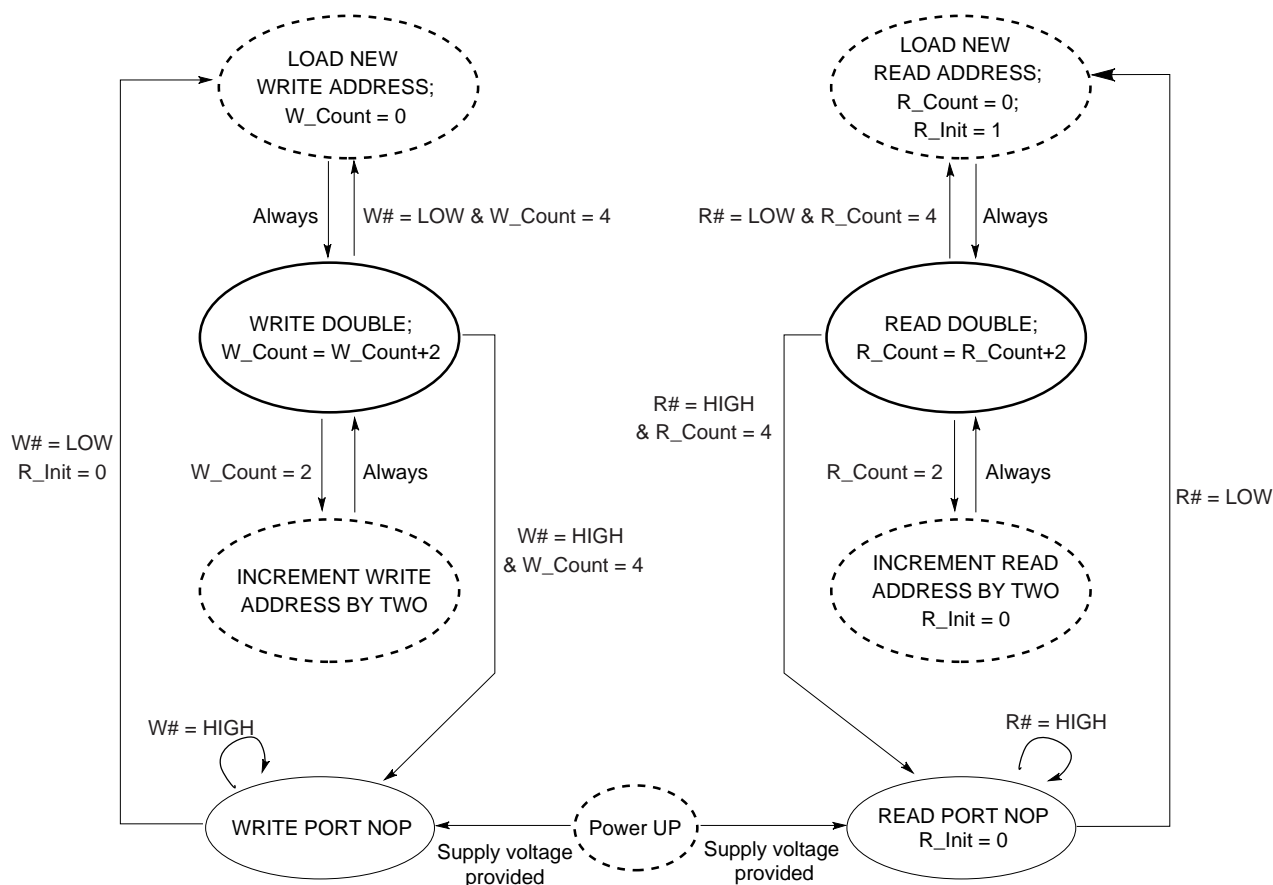 LOAD NEW
WRITE ADDRESS;
W_Count = 0
LOAD NEW
READ ADDRESS;
R_Count = 0;
R_Init = 1
Always
W# = LOW & W_Count = 4
R# = LOW & R_Count = 4
Always
WRITE DOUBLE;
W_Count = W_Count+2
READ DOUBLE;
R_Count = R_Count+2
W# = LOW
R_Init = 0
R# = HIGH
& R_Count = 4
W_Count = 2
Always
R_Count = 2
Always
R# = LOW
W# = HIGH
& W_Count = 4
INCREMENT WRITE
ADDRESS BY TWO
INCREMENT READ
ADDRESS BY TWO
R_Init = 0
W# = HIGH
R# = HIGH
WRITE PORT NOP
Power UP
READ PORT NOP
R_Init = 0
Supply voltage
provided
Supply voltage
provided